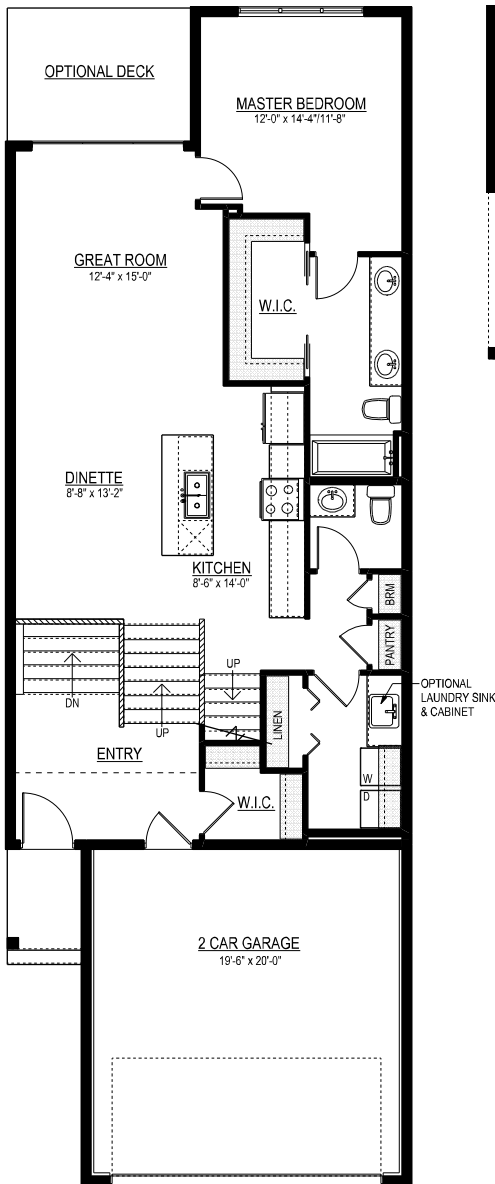 OPTIONAL DECK
MASTER BEDROOM
12'-0" x 14'-4"/11'-8"
GREAT ROOM
12'-4" x 15'-0"
W.I.C.
DINETTE
8'-8" x 13'-2"
KITCHEN
8'-6" x 14'-0"
BRM
PANTRY
UP
DN
UP
LINEN
OPTIONAL
LAUNDRY SINK
& CABINET
ENTRY
W
D
W.I.C.
2 CAR GARAGE
19'-6" x 20'-0"